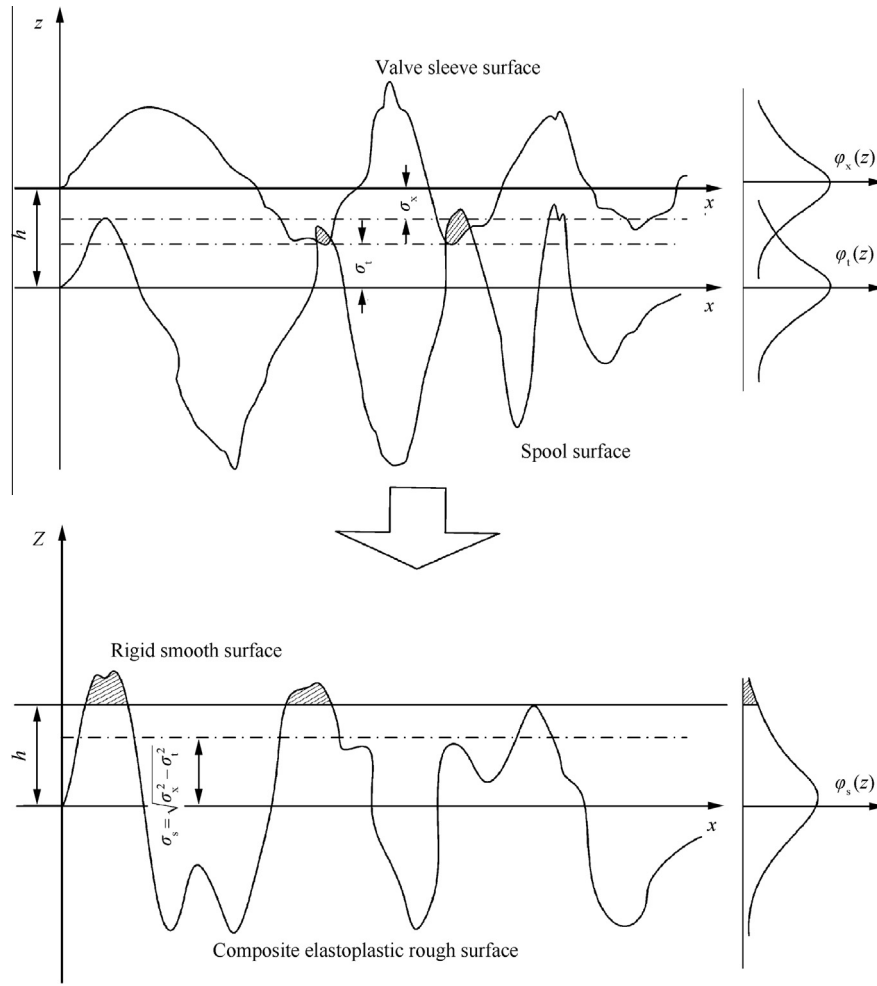 z
Valve sleeve surface
φₓ(z)
σₓ
x
h
σₜ
φₜ(z)
x
Spool surface
Z
Rigid smooth surface
h
σₛ = √σₓ² − σₜ²
φₛ(z)
x
Composite elastoplastic rough surface